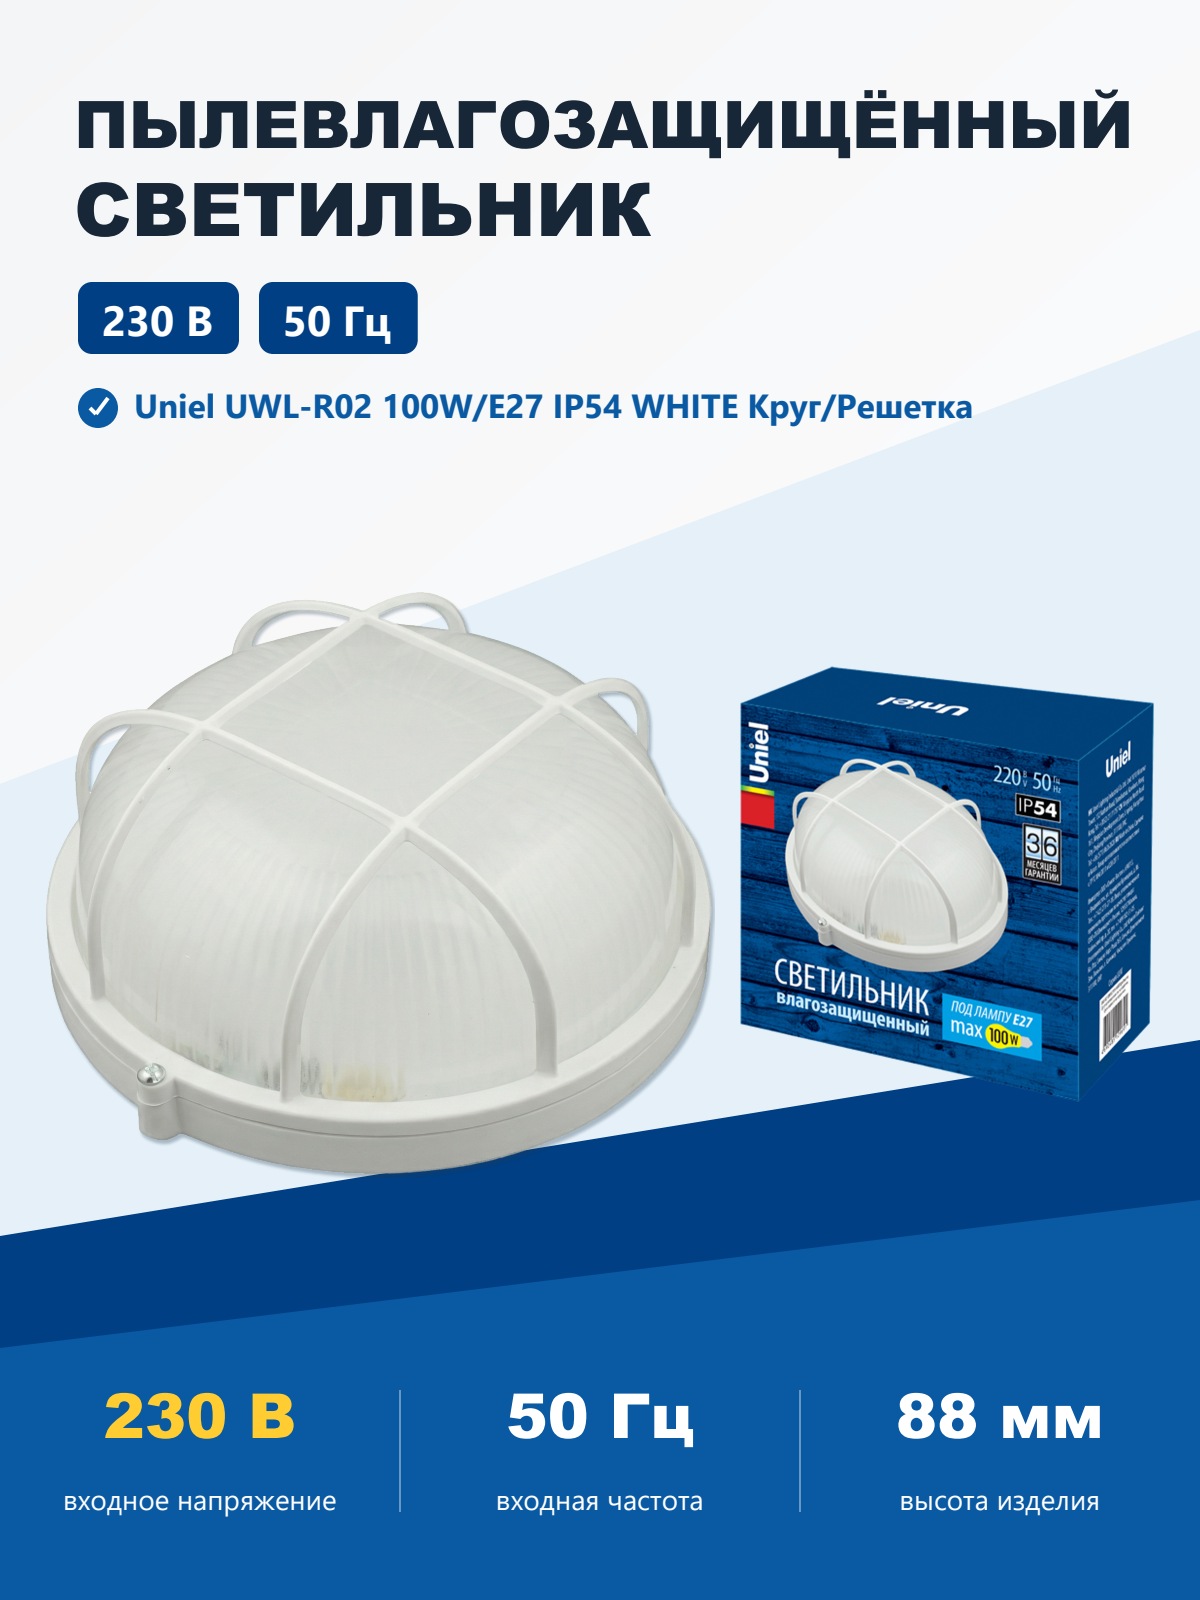 ПЫЛЕВЛАГОЗАЩИЩЁННЫЙ
СВЕТИЛЬНИК
230 В
50 Гц
Uniel UWL-R02 100W/E27 IP54 WHITE Круг/Решетка
Uniel
Uniel
Uniel
220 В V 50 Гц Hz
IP54
36
МЕСЯЦЕВ
ГАРАНТИИ
СВЕТИЛЬНИК
влагозащищенный
ПОД ЛАМПУ E27
max 100W
230 В
50 Гц
88 мм
входное напряжение
входная частота
высота изделия